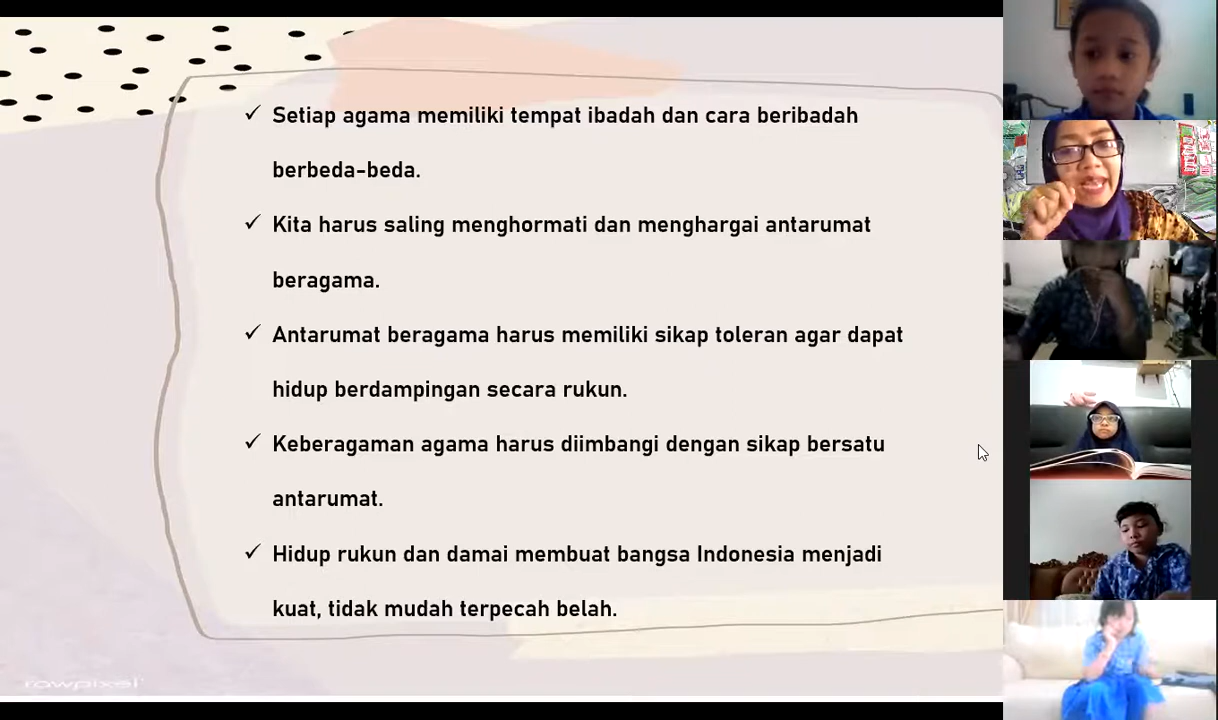 ✓ Setiap agama memiliki tempat ibadah dan cara beribadah
berbeda-beda.
✓ Kita harus saling menghormati dan menghargai antarumat
beragama.
✓ Antarumat beragama harus memiliki sikap toleran agar dapat
hidup berdampingan secara rukun.
✓ Keberagaman agama harus diimbangi dengan sikap bersatu
antarumat.
✓ Hidup rukun dan damai membuat bangsa Indonesia menjadi
kuat, tidak mudah terpecah belah.
rawpixel